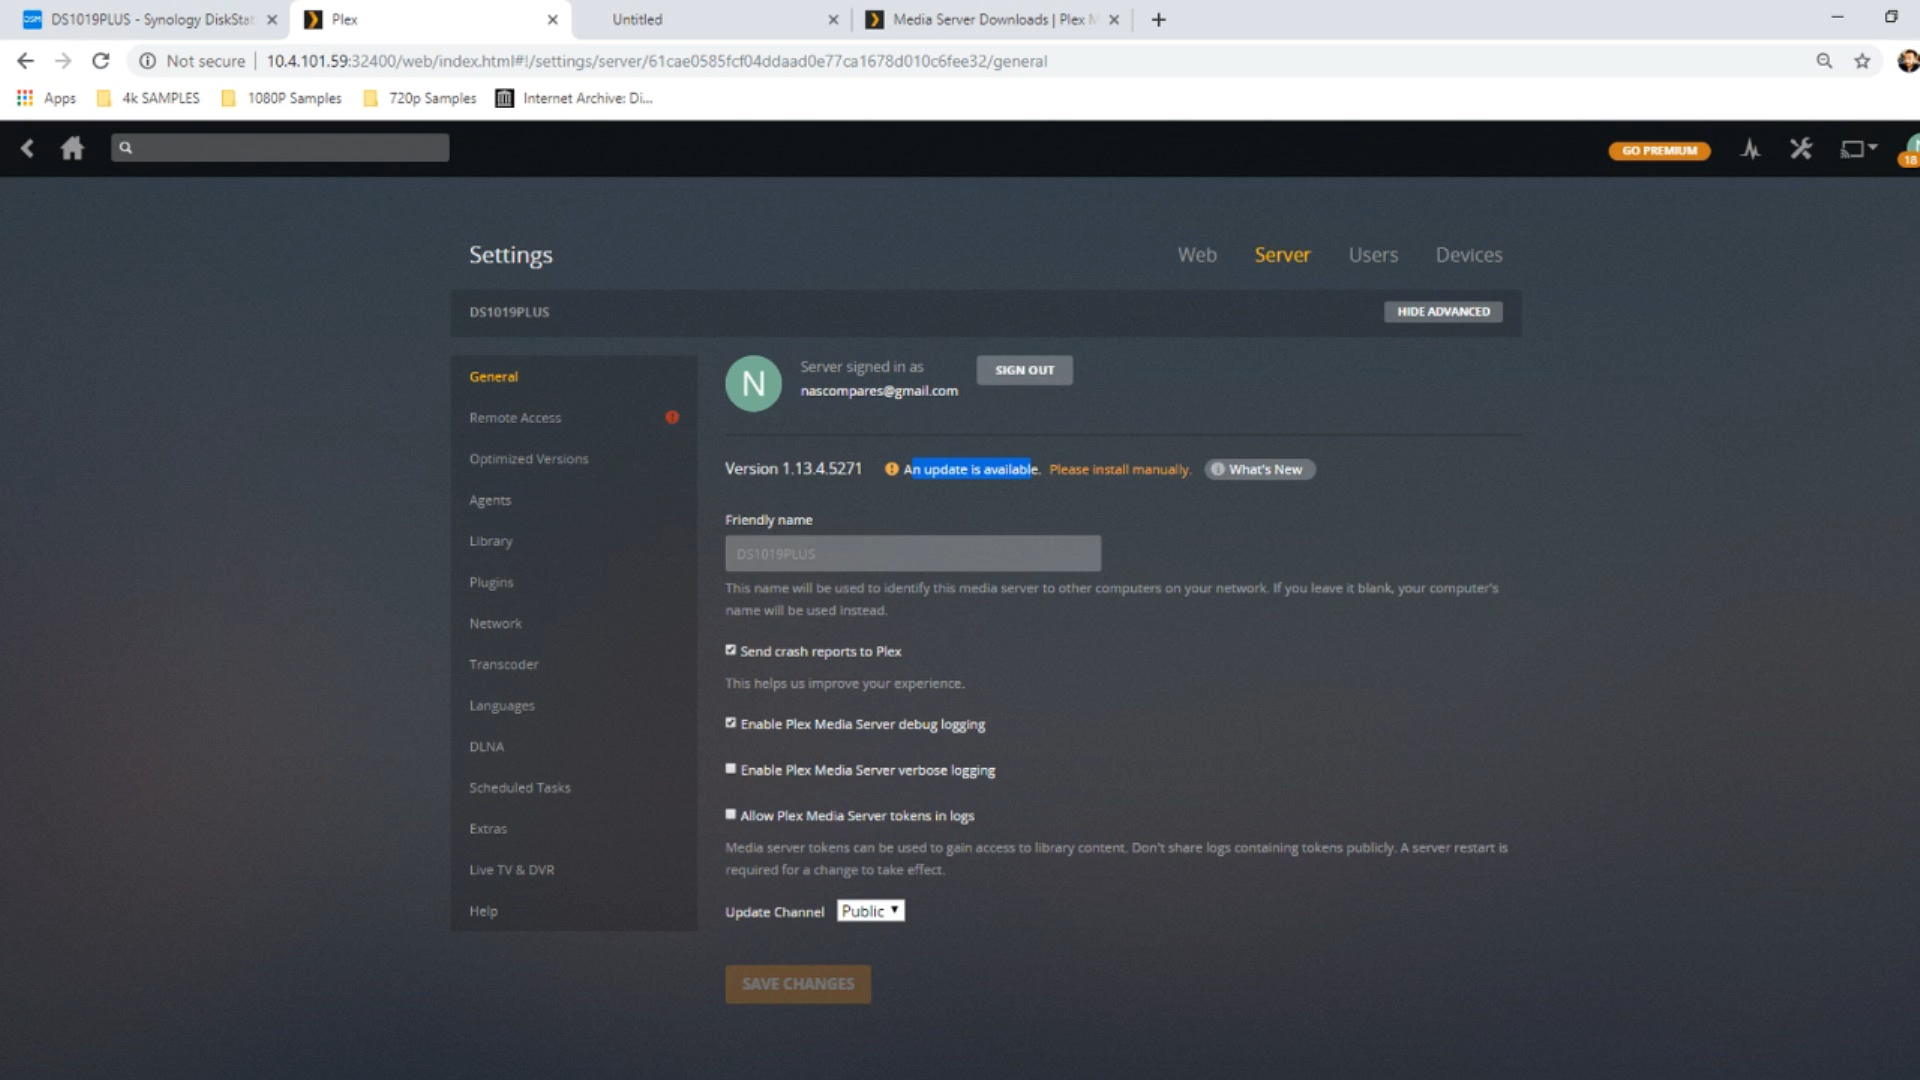 DS1019PLUS - Synology DiskStat
Plex
Untitled
Media Server Downloads | Plex M
Not secure
10.4.101.59:32400/web/index.html#!/settings/server/61cae0585fcf04ddaad0e77ca1678d010c6fee32/general
Apps
4k SAMPLES
1080P Samples
720p Samples
Internet Archive: Di...
GO PREMIUM
N
18
Settings
Web
Server
Users
Devices
DS1019PLUS
HIDE ADVANCED
General
Remote Access
Optimized Versions
Agents
Library
Plugins
Network
Transcoder
Languages
DLNA
Scheduled Tasks
Extras
Live TV & DVR
Help
N
Server signed in as
nascompares@gmail.com
SIGN OUT
Version 1.13.4.5271
An update is available. Please install manually.
What's New
Friendly name
DS1019PLUS
This name will be used to identify this media server to other computers on your network. If you leave it blank, your computer's
name will be used instead.
Send crash reports to Plex
This helps us improve your experience.
Enable Plex Media Server debug logging
Enable Plex Media Server verbose logging
Allow Plex Media Server tokens in logs
Media server tokens can be used to gain access to library content. Don't share logs containing tokens publicly. A server restart is
required for a change to take effect.
Update Channel
Public
SAVE CHANGES